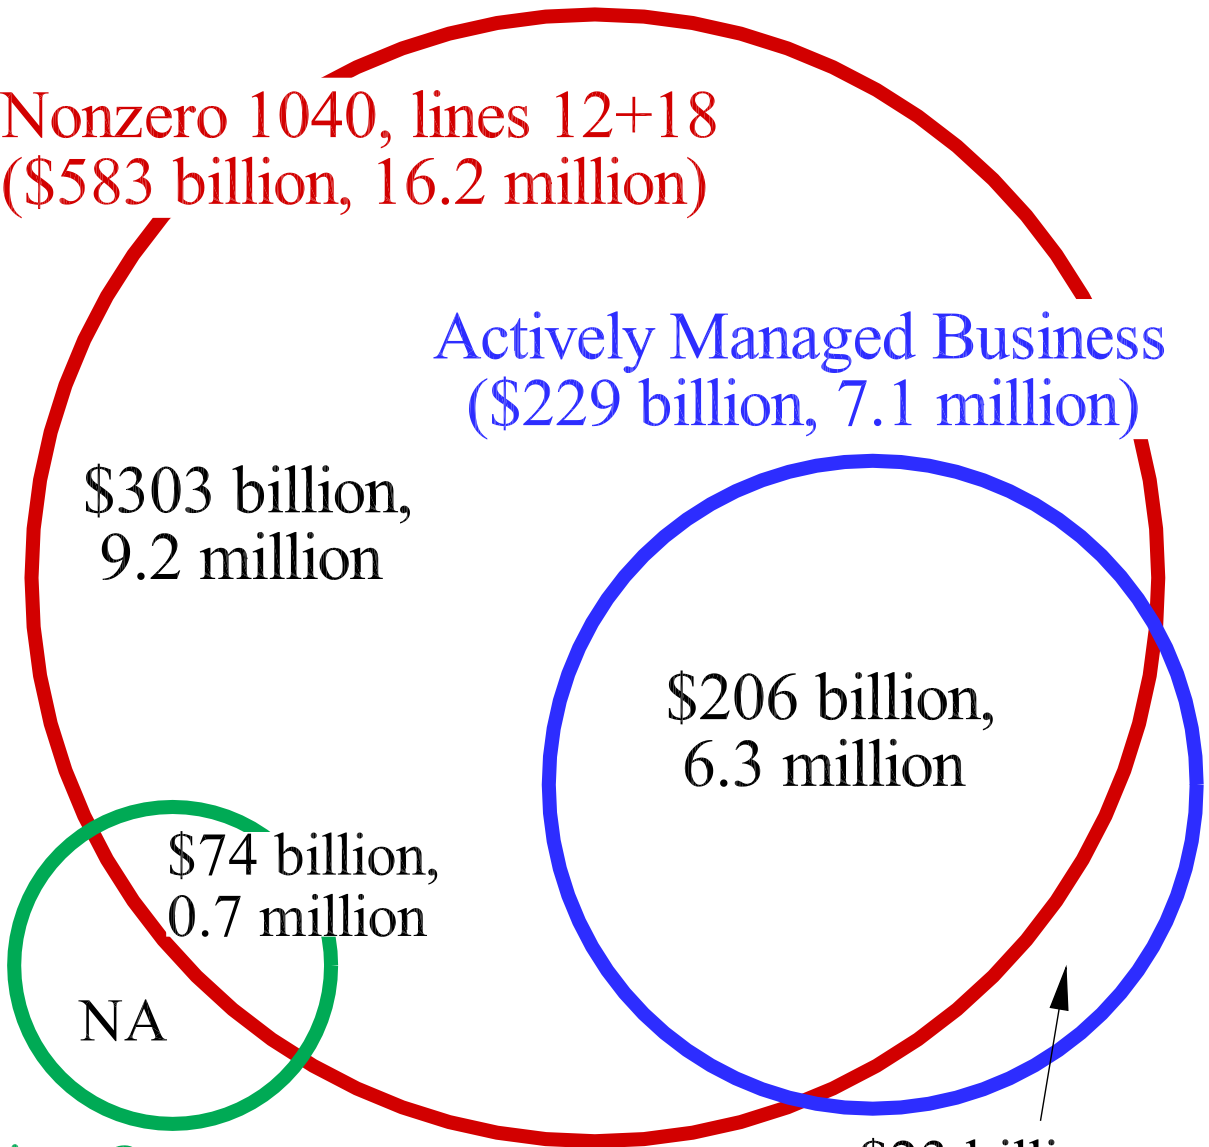 Nonzero 1040, lines 12+18
($583 billion, 16.2 million)
Actively Managed Business
($229 billion, 7.1 million)
$303 billion,
9.2 million
$206 billion,
6.3 million
$74 billion,
0.7 million
NA